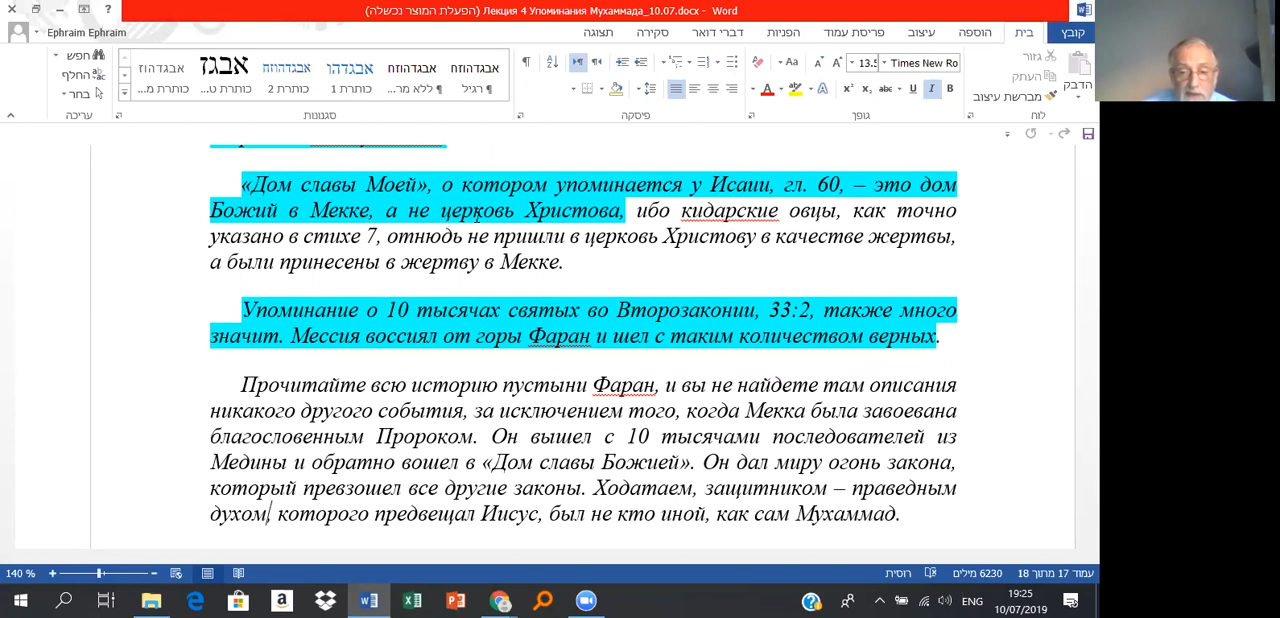 Лекция 4 Упоминания Мухаммада_10.07.docx - Word (הפעלת המוצר נכשלה)
Ephraim Ephraim
קובץ
בית
הוספה
עיצוב
פריסת עמוד
הפניות
דברי דואר
סקירה
תצוגה
גזור
העתק
מברשת עיצוב
הדבק
לוח
Times New Ro
13.5
גופן
פיסקה
אבגדהוז
¶ רגיל
אבגדהוז
¶ ללא מר...
אבגדהו
כותרת 1
אבגדהוז
כותרת 2
אבגז
כותרת ט...
אבגדהוז
כותרת מ...
סגנונות
חפש
החלף
בחר
עריכה
«Дом славы Моей», о котором упоминается у Исаии, гл. 60, – это дом
Божий в Мекке, а не церковь Христова, ибо кидарские овцы, как точно
указано в стихе 7, отнюдь не пришли в церковь Христову в качестве жертвы,
а были принесены в жертву в Мекке.
Упоминание о 10 тысячах святых во Второзаконии, 33:2, также много
значит. Мессия воссиял от горы Фаран и шел с таким количеством верных.
Прочитайте всю историю пустыни Фаран, и вы не найдете там описания
никакого другого события, за исключением того, когда Мекка была завоевана
благословенным Пророком. Он вышел с 10 тысячами последователей из
Медины и обратно вошел в «Дом славы Божией». Он дал миру огонь закона,
который превзошел все другие законы. Ходатаем, защитником – праведным
духом, которого предвещал Иисус, был не кто иной, как сам Мухаммад.
140 %
רוסית
6230 מילים
עמוד 17 מתוך 18
ENG
19:25
10/07/2019